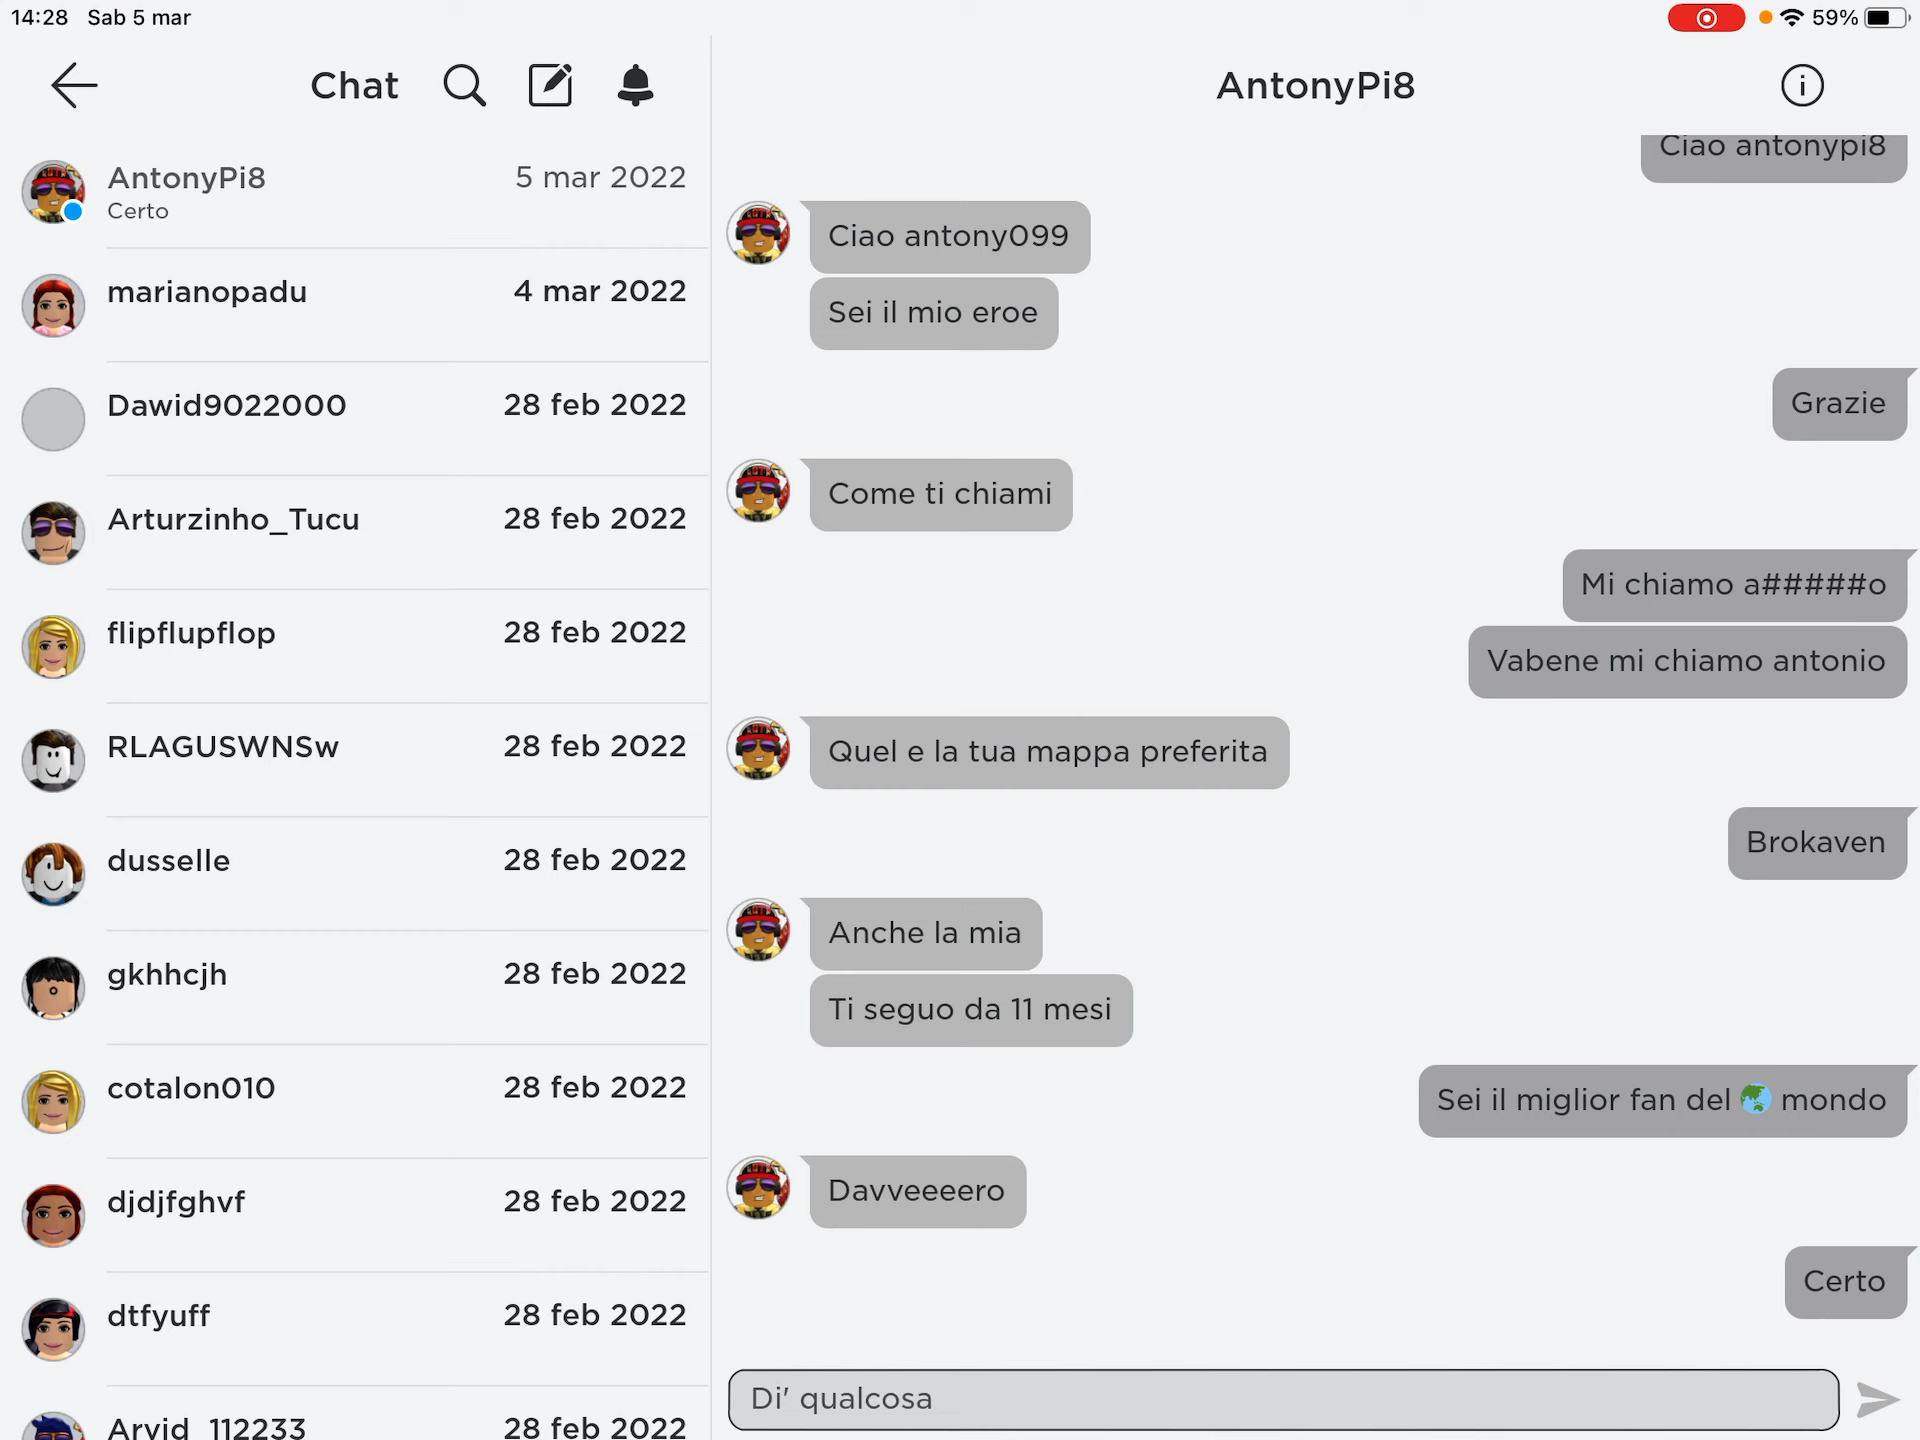 14:28 Sab 5 mar
59%
Chat
AntonyPi8
5 mar 2022
Certo
marianopadu
4 mar 2022
Dawid9022000
28 feb 2022
Arturzinho_Tucu
28 feb 2022
flipflupflop
28 feb 2022
RLAGUSWNSw
28 feb 2022
dusselle
28 feb 2022
gkhhcjh
28 feb 2022
cotalon010
28 feb 2022
djdjfghvf
28 feb 2022
dtfyuff
28 feb 2022
Arvid_112233
28 feb 2022
AntonyPi8
Ciao antonypi8
Ciao antony099
Sei il mio eroe
Grazie
Come ti chiami
Mi chiamo a#####o
Vabene mi chiamo antonio
Quel e la tua mappa preferita
Brokaven
Anche la mia
Ti seguo da 11 mesi
Sei il miglior fan del 🌏 mondo
Davveeeero
Certo
Di' qualcosa